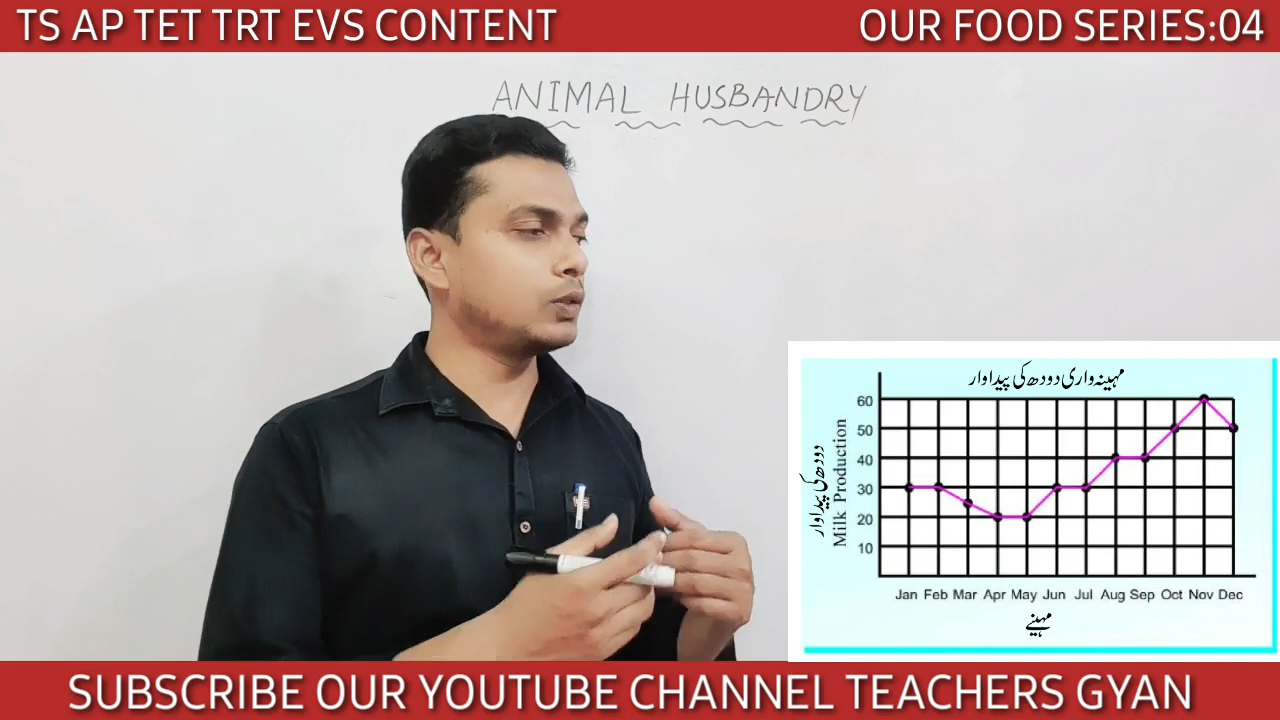 TS AP TET TRT EVS CONTENT
OUR FOOD SERIES:04
ANIMAL HUSBANDRY
مہینہ واری دودھ کی پیداوار
60
50
40
30
20
10
دودھ کی پیداوار
Milk Production
Jan Feb Mar Apr May Jun Jul Aug Sep Oct Nov Dec
مہینے
SUBSCRIBE OUR YOUTUBE CHANNEL TEACHERS GYAN